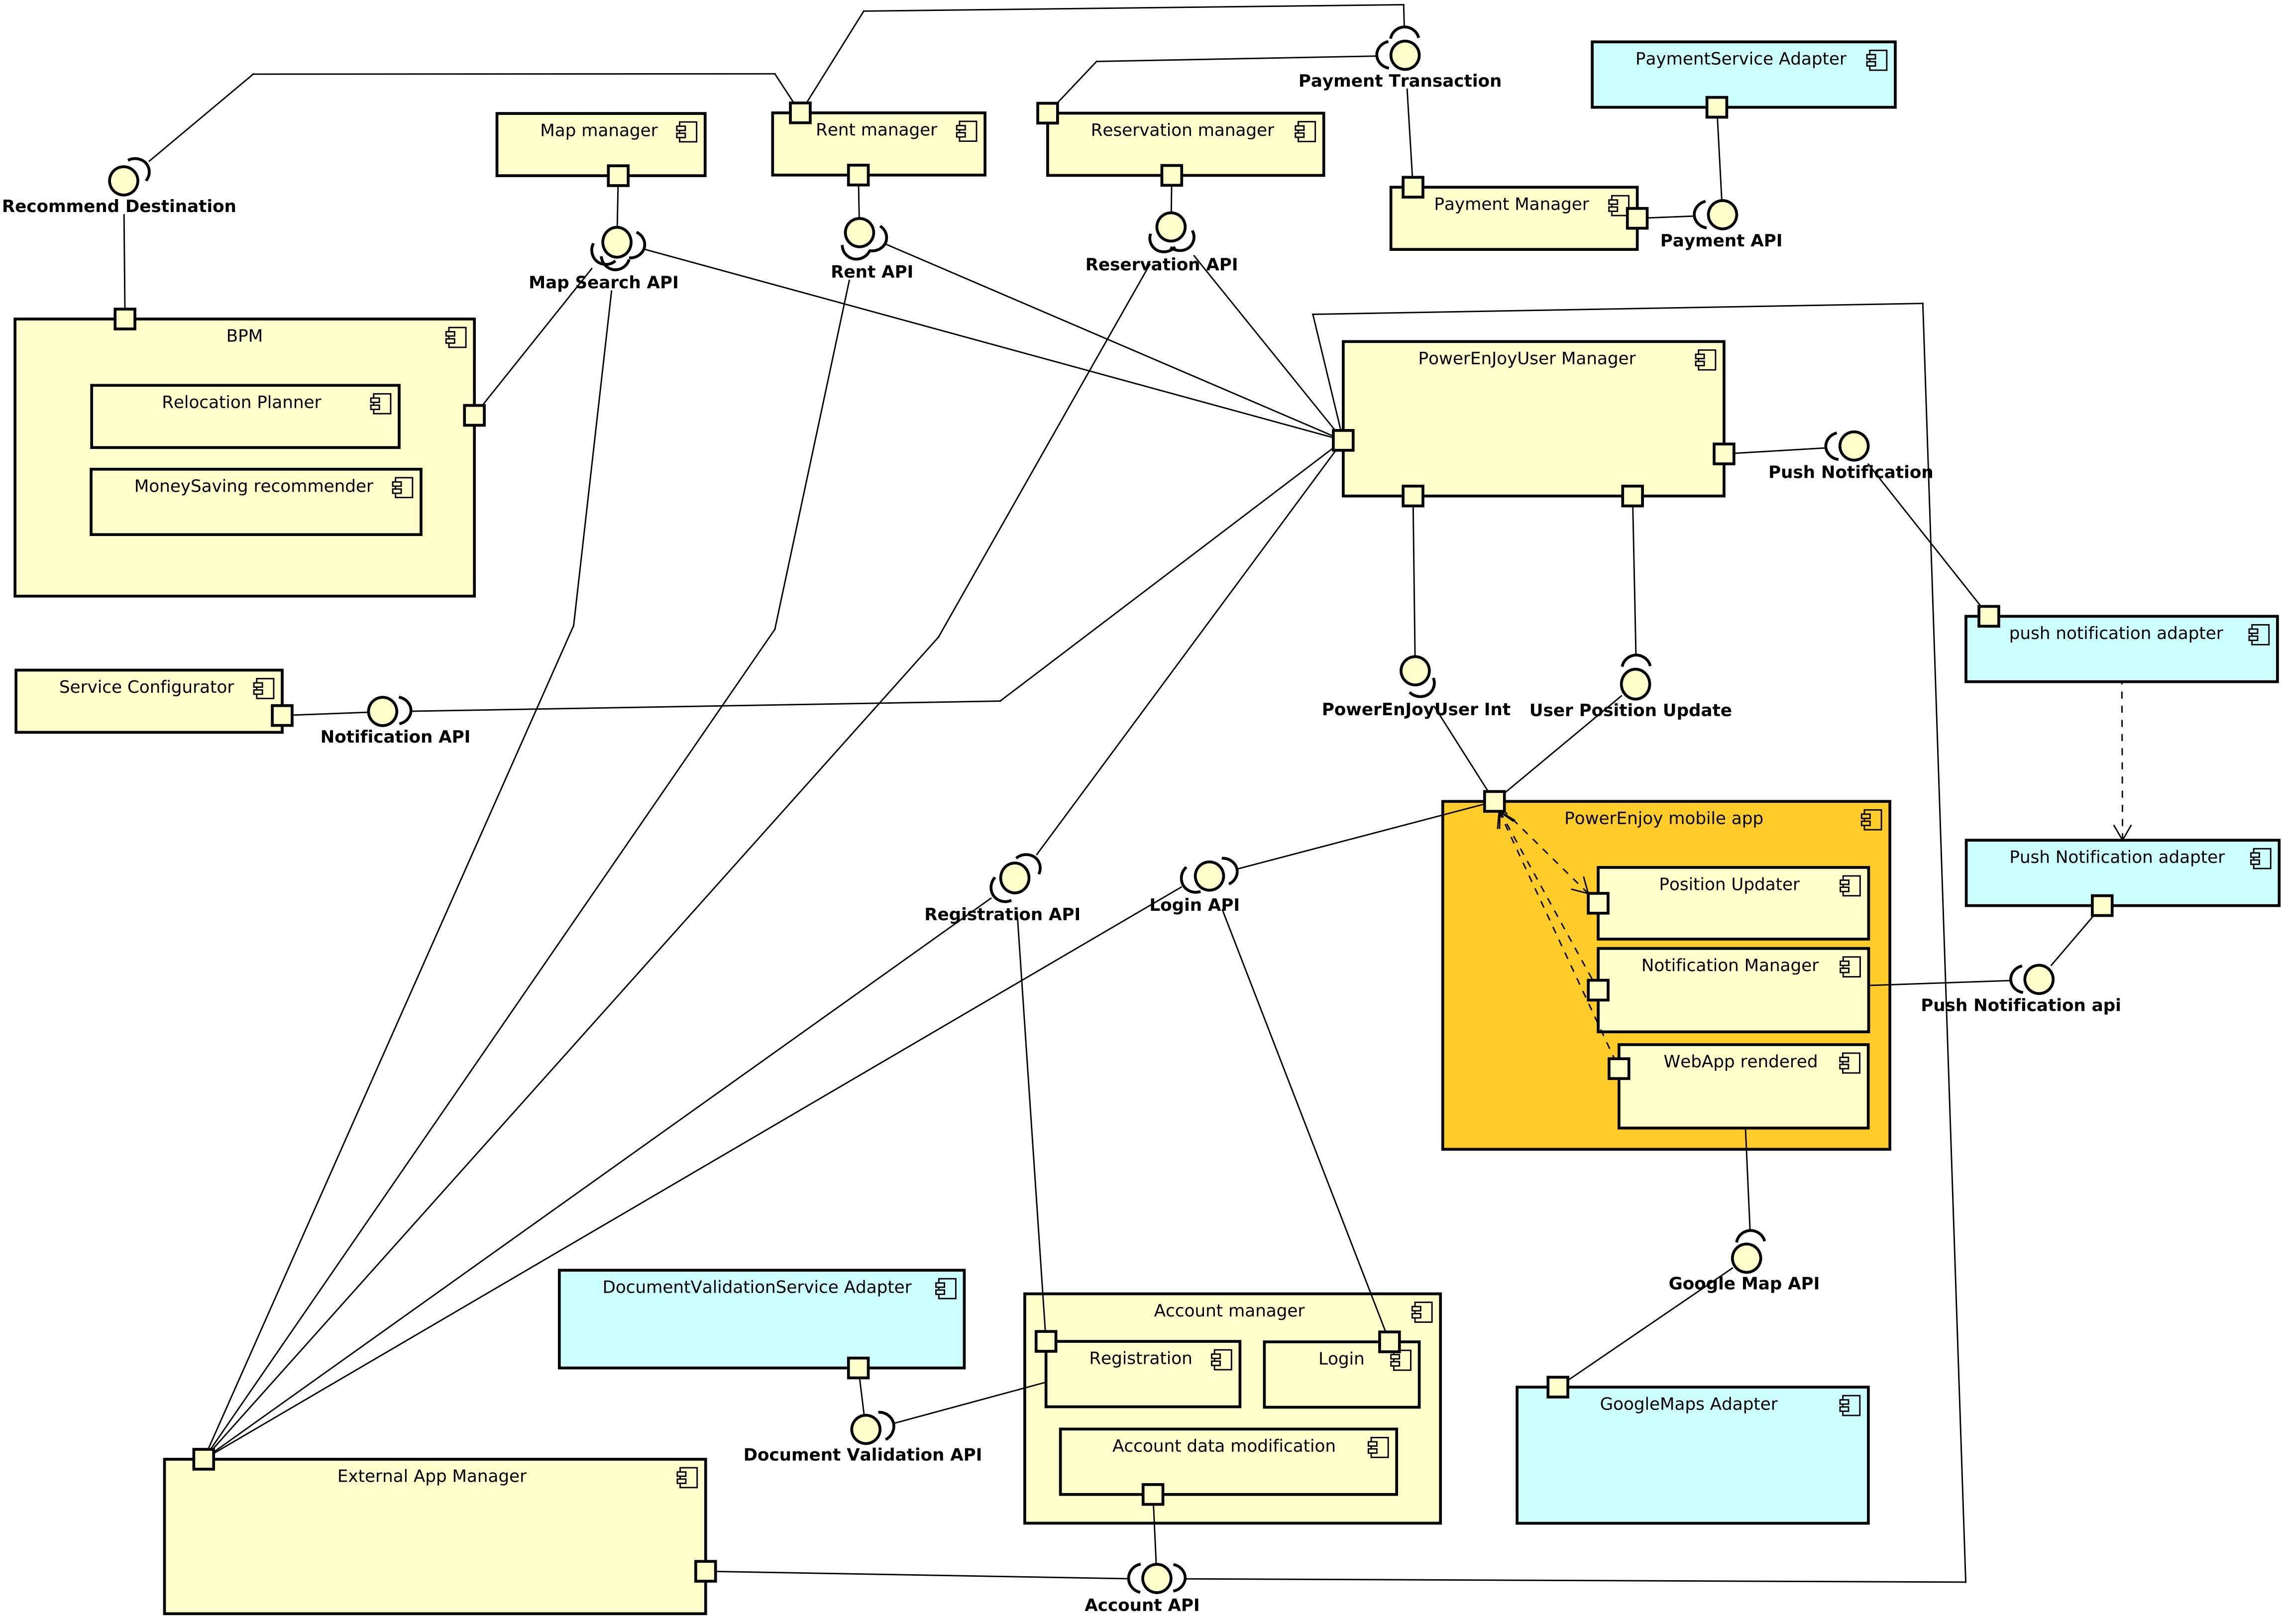 PaymentService Adapter
Payment Transaction
Map manager
Rent manager
Reservation manager
Recommend Destination
Payment Manager
Payment API
Map Search API
Rent API
Reservation API
BPM
Relocation Planner
MoneySaving recommender
PowerEnJoyUser Manager
Push Notification
push notification adapter
Service Configurator
Notification API
PowerEnJoyUser Int
User Position Update
PowerEnjoy mobile app
Position Updater
Notification Manager
WebApp rendered
Push Notification adapter
Push Notification api
Registration API
Login API
Google Map API
DocumentValidationService Adapter
Document Validation API
Account manager
Registration
Login
Account data modification
GoogleMaps Adapter
External App Manager
Account API